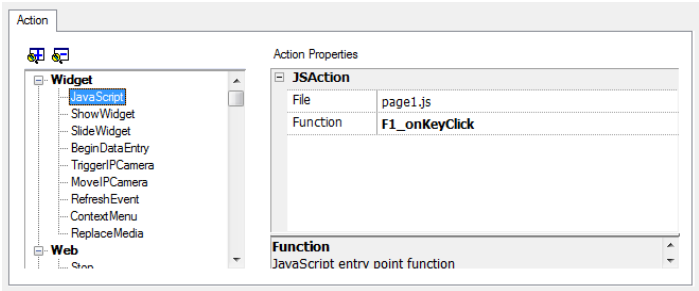 Action
Action Properties
Widget
JavaScript
ShowWidget
SlideWidget
BeginDataEntry
TriggerIPCamera
MoveIPCamera
RefreshEvent
ContextMenu
ReplaceMedia
Web
Stop
JSAction
File page1.js
Function F1_onKeyClick
Function
JavaScript entry point function